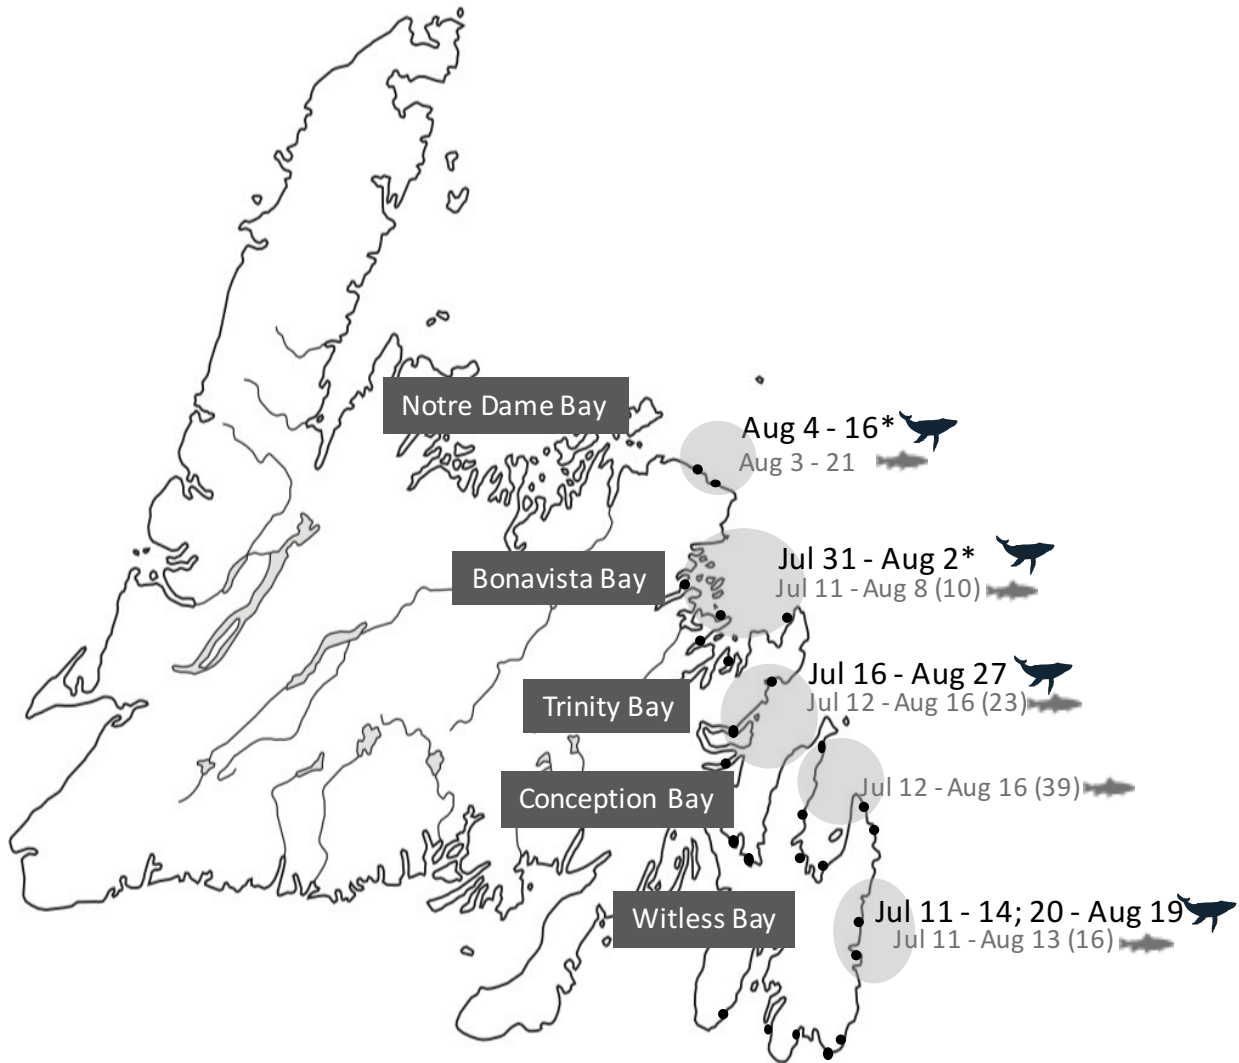 Notre Dame Bay
Aug 4 - 16*
Aug 3 - 21
Bonavista Bay
Jul 31 - Aug 2*
Jul 11 - Aug 8 (10)
Trinity Bay
Jul 16 - Aug 27
Jul 12 - Aug 16 (23)
Conception Bay
Jul 12 - Aug 16 (39)
Witless Bay
Jul 11 - 14; 20 - Aug 19
Jul 11 - Aug 13 (16)